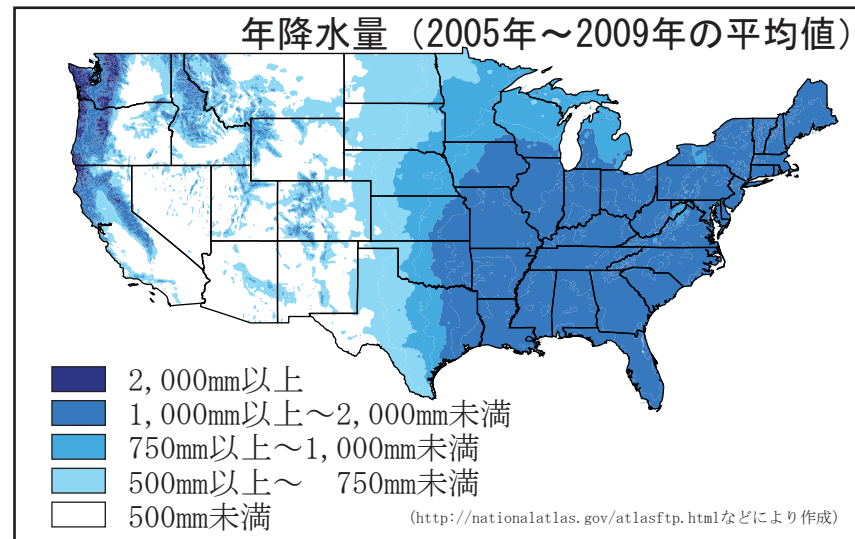 年降水量（2005年～2009年の平均値）
2,000mm以上
1,000mm以上～2,000mm未満
750mm以上～1,000mm未満
500mm以上～　750mm未満
500mm未満
(http://nationalatlas.gov/atlasftp.htmlなどにより作成)